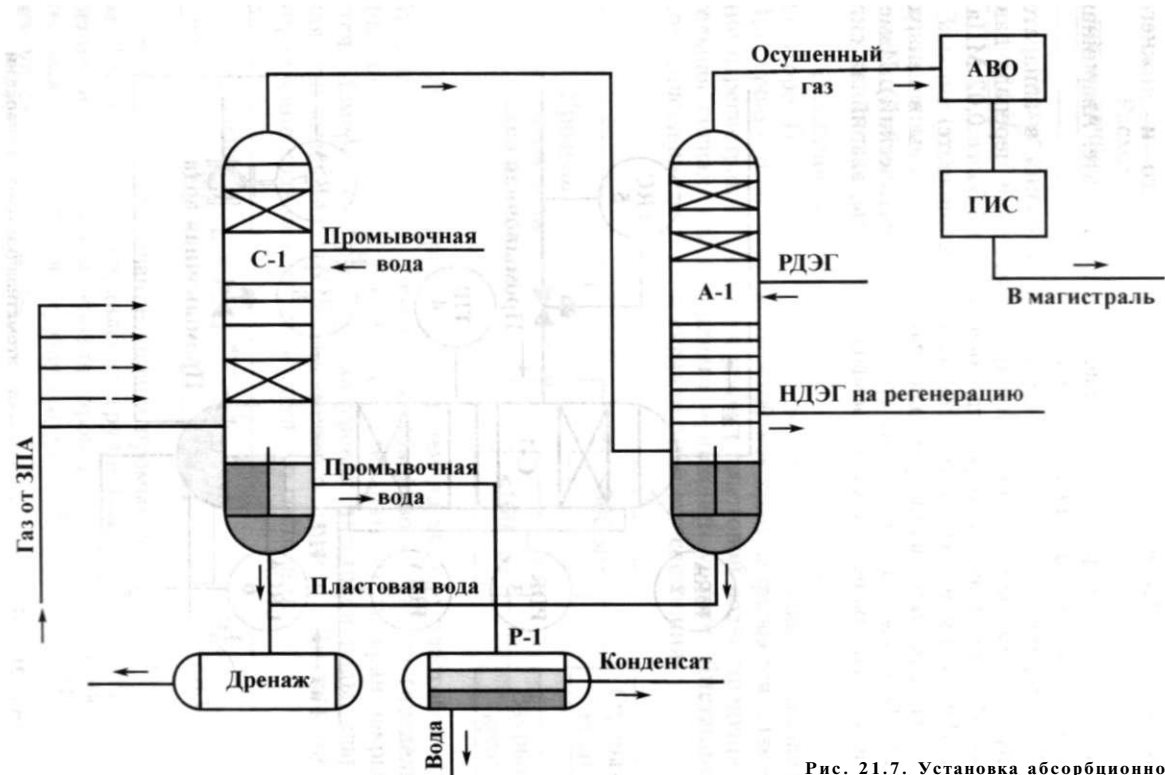 Осушенный
газ
АВО
ГИС
В магистраль
С-1
Промывочная
вода
А-1
РДЭГ
НДЭГ на регенерацию
Газ от ЗПА
Промывочная
вода
Пластовая вода
Дренаж
Р-1
Конденсат
Вода
Рис. 21.7. Установка абсорбционно